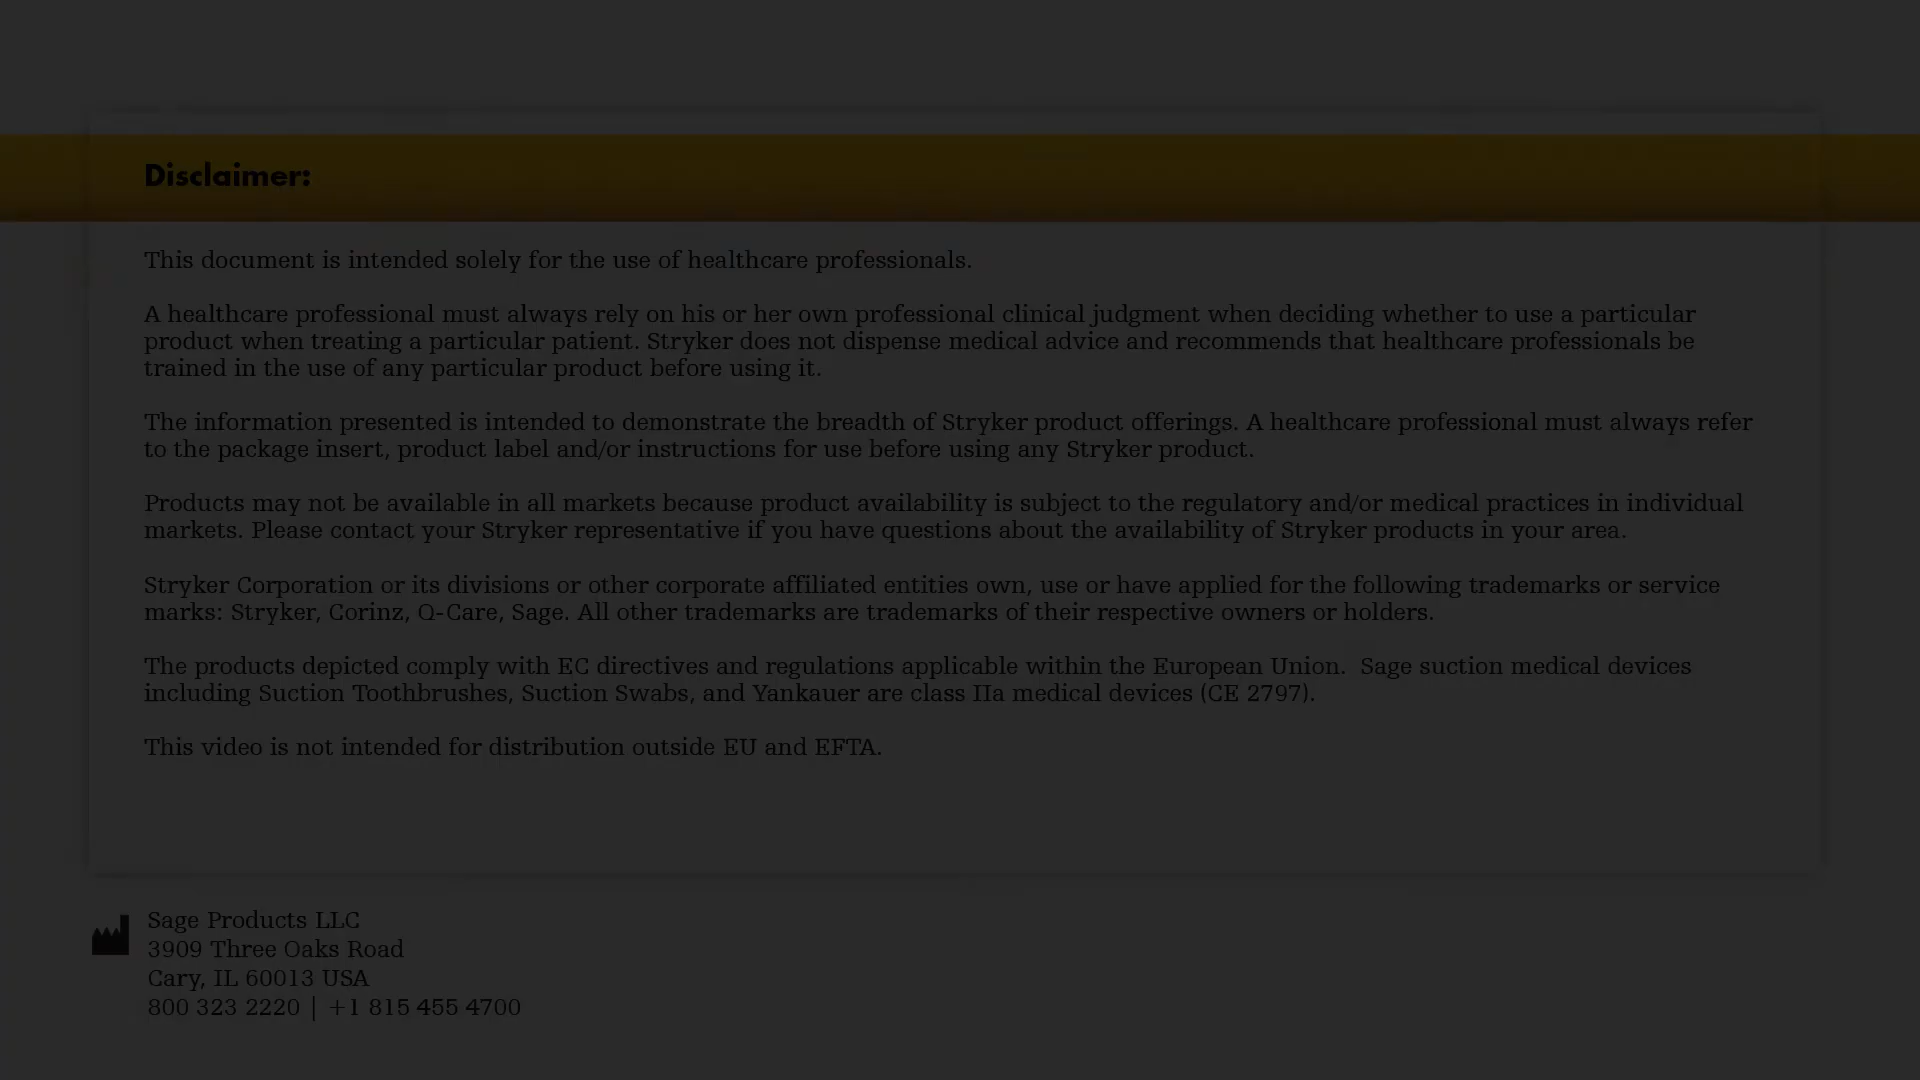 Disclaimer:
This document is intended solely for the use of healthcare professionals.
A healthcare professional must always rely on his or her own professional clinical judgment when deciding whether to use a particular
product when treating a particular patient. Stryker does not dispense medical advice and recommends that healthcare professionals be
trained in the use of any particular product before using it.
The information presented is intended to demonstrate the breadth of Stryker product offerings. A healthcare professional must always refer
to the package insert, product label and/or instructions for use before using any Stryker product.
Products may not be available in all markets because product availability is subject to the regulatory and/or medical practices in individual
markets. Please contact your Stryker representative if you have questions about the availability of Stryker products in your area.
Stryker Corporation or its divisions or other corporate affiliated entities own, use or have applied for the following trademarks or service
marks: Stryker, Corinz, Q-Care, Sage. All other trademarks are trademarks of their respective owners or holders.
The products depicted comply with EC directives and regulations applicable within the European Union.  Sage suction medical devices
including Suction Toothbrushes, Suction Swabs, and Yankauer are class IIa medical devices (CE 2797).
This video is not intended for distribution outside EU and EFTA.
Sage Products LLC
3909 Three Oaks Road
Cary, IL 60013 USA
800 323 2220 | +1 815 455 4700